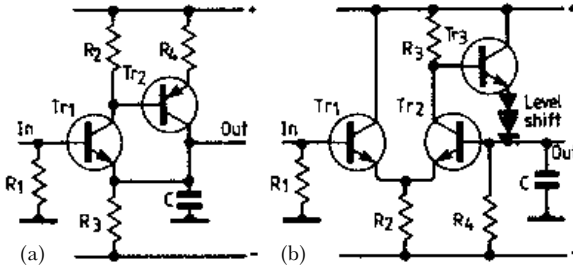 +
R2
R4
Tr2
Tr1
In
Out
R1
C
R3
−
(a)
+
R3
Tr3
Level
shift
Tr1
Tr2
In
Out
R1
C
R2
R4
−
(b)